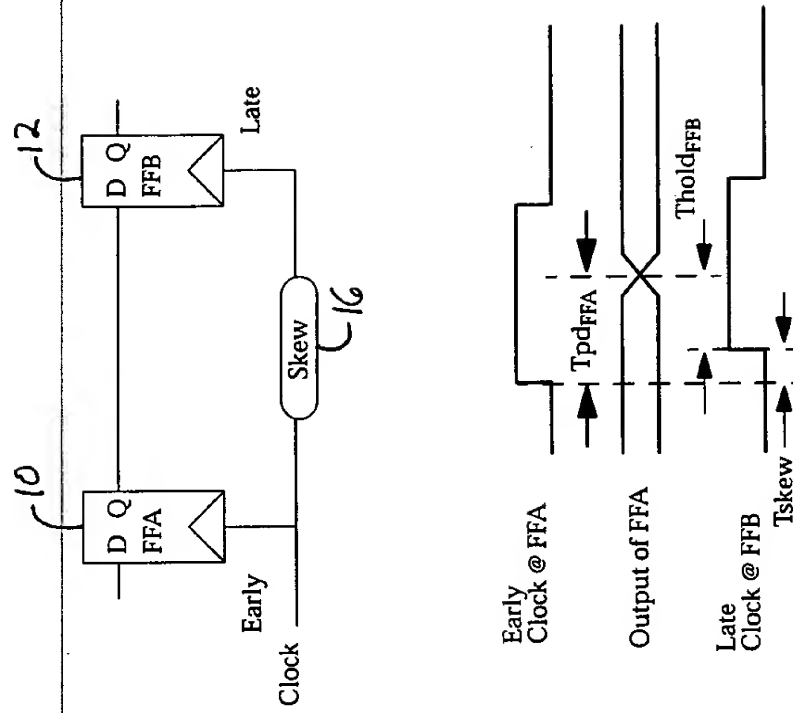 10
12
D Q
FFA
D Q
FFB
Early
Late
Clock
Skew
16
Early
Clock @ FFA
TpdFFA
Output of FFA
TholdFFB
Late
Clock @ FFB
Tskew